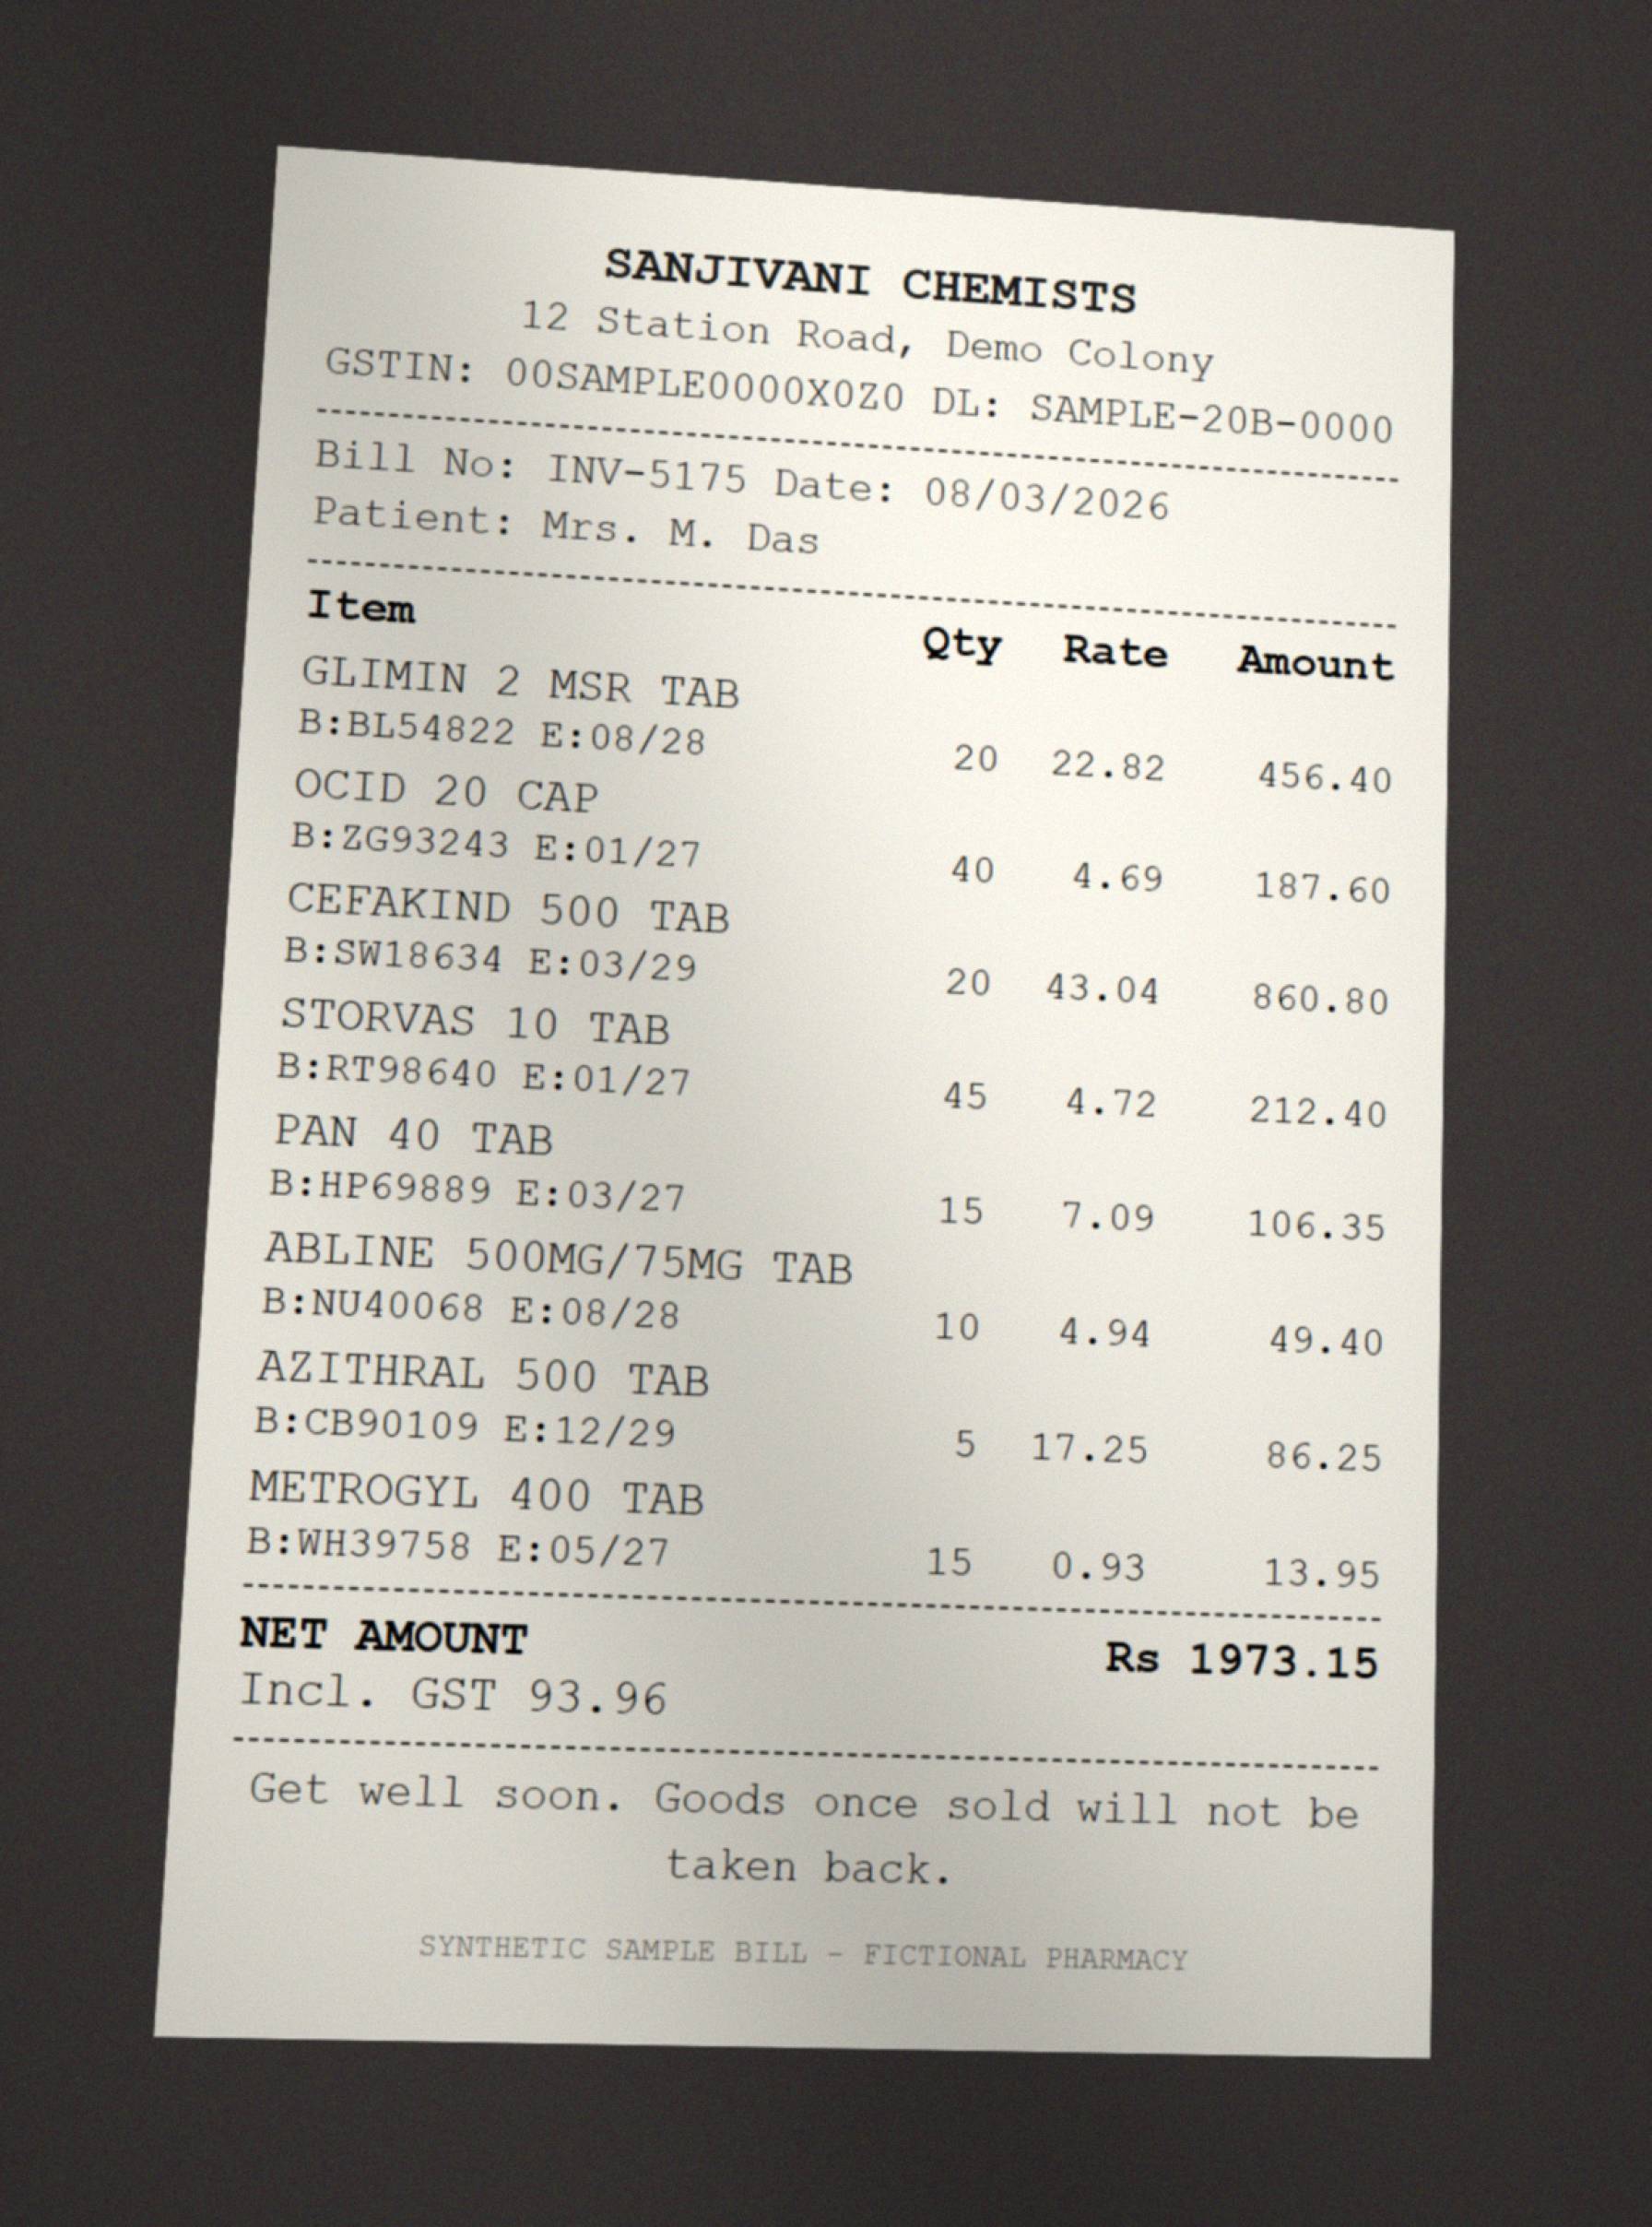 SANJIVANI CHEMISTS
12 Station Road, Demo Colony
GSTIN: 00SAMPLE0000X0Z0 DL: SAMPLE-20B-0000
Bill No: INV-5175 Date: 08/03/2026
Patient: Mrs. M. Das
Item Qty Rate Amount
GLIMIN 2 MSR TAB
B:BL54822 E:08/28 20 22.82 456.40
OCID 20 CAP
B:ZG93243 E:01/27 40 4.69 187.60
CEFAKIND 500 TAB
B:SW18634 E:03/29 20 43.04 860.80
STORVAS 10 TAB
B:RT98640 E:01/27 45 4.72 212.40
PAN 40 TAB
B:HP69889 E:03/27 15 7.09 106.35
ABLINE 500MG/75MG TAB
B:NU40068 E:08/28 10 4.94 49.40
AZITHRAL 500 TAB
B:CB90109 E:12/29 5 17.25 86.25
METROGYL 400 TAB
B:WH39758 E:05/27 15 0.93 13.95
NET AMOUNT Rs 1973.15
Incl. GST 93.96
Get well soon. Goods once sold will not be
taken back.
SYNTHETIC SAMPLE BILL - FICTIONAL PHARMACY